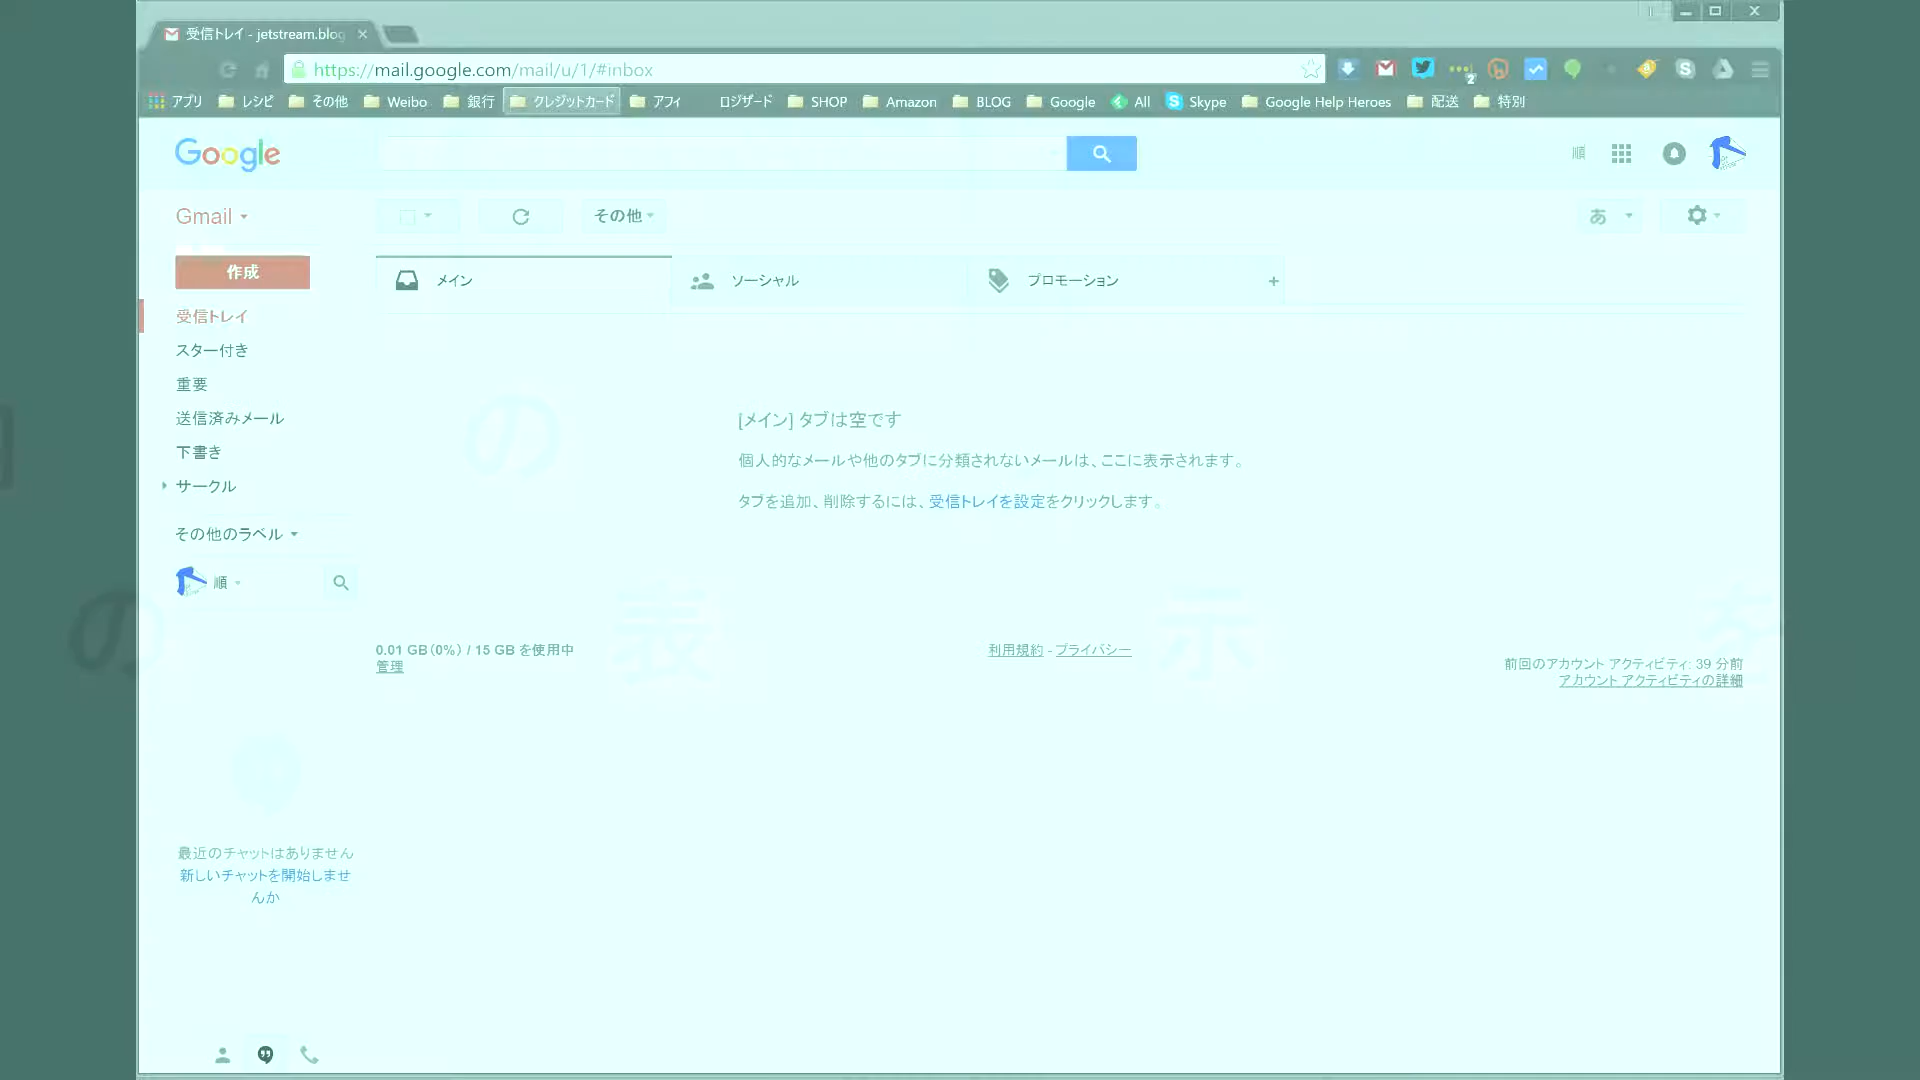 受信トレイ - jetstream.blog
https://mail.google.com/mail/u/1/#inbox
アプリ レシピ その他 Weibo 銀行 クレジットカード アフィ ロジザード SHOP Amazon BLOG Google All Skype Google Help Heroes 配送 特別
Google
順
Gmail
その他
あ
作成
メイン
ソーシャル
プロモーション
+
受信トレイ
スター付き
重要
送信済みメール
下書き
サークル
その他のラベル
順
[メイン] タブは空です
個人的なメールや他のタブに分類されないメールは、ここに表示されます。
タブを追加、削除するには、受信トレイを設定をクリックします。
の
の 表 示 を
0.01 GB (0%) / 15 GB を使用中
管理
利用規約 - プライバシー
前回のアカウント アクティビティ: 39 分前
アカウント アクティビティの詳細
最近のチャットはありません
新しいチャットを開始しませ
んか